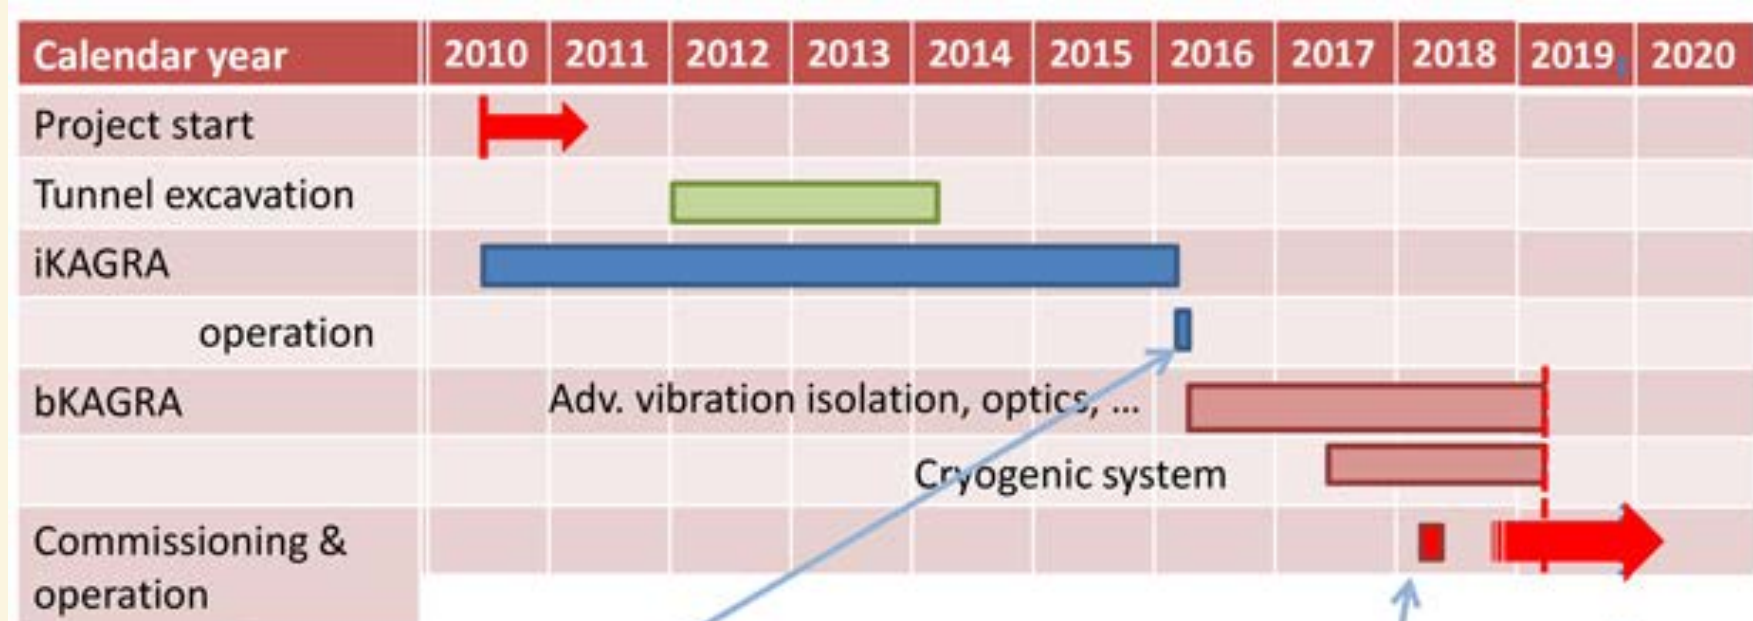 Calendar year 2010 2011 2012 2013 2014 2015 2016 2017 2018 2019 2020
Project start
Tunnel excavation
iKAGRA
operation
bKAGRA Adv. vibration isolation, optics, ...
Cryogenic system
Commissioning &
operation